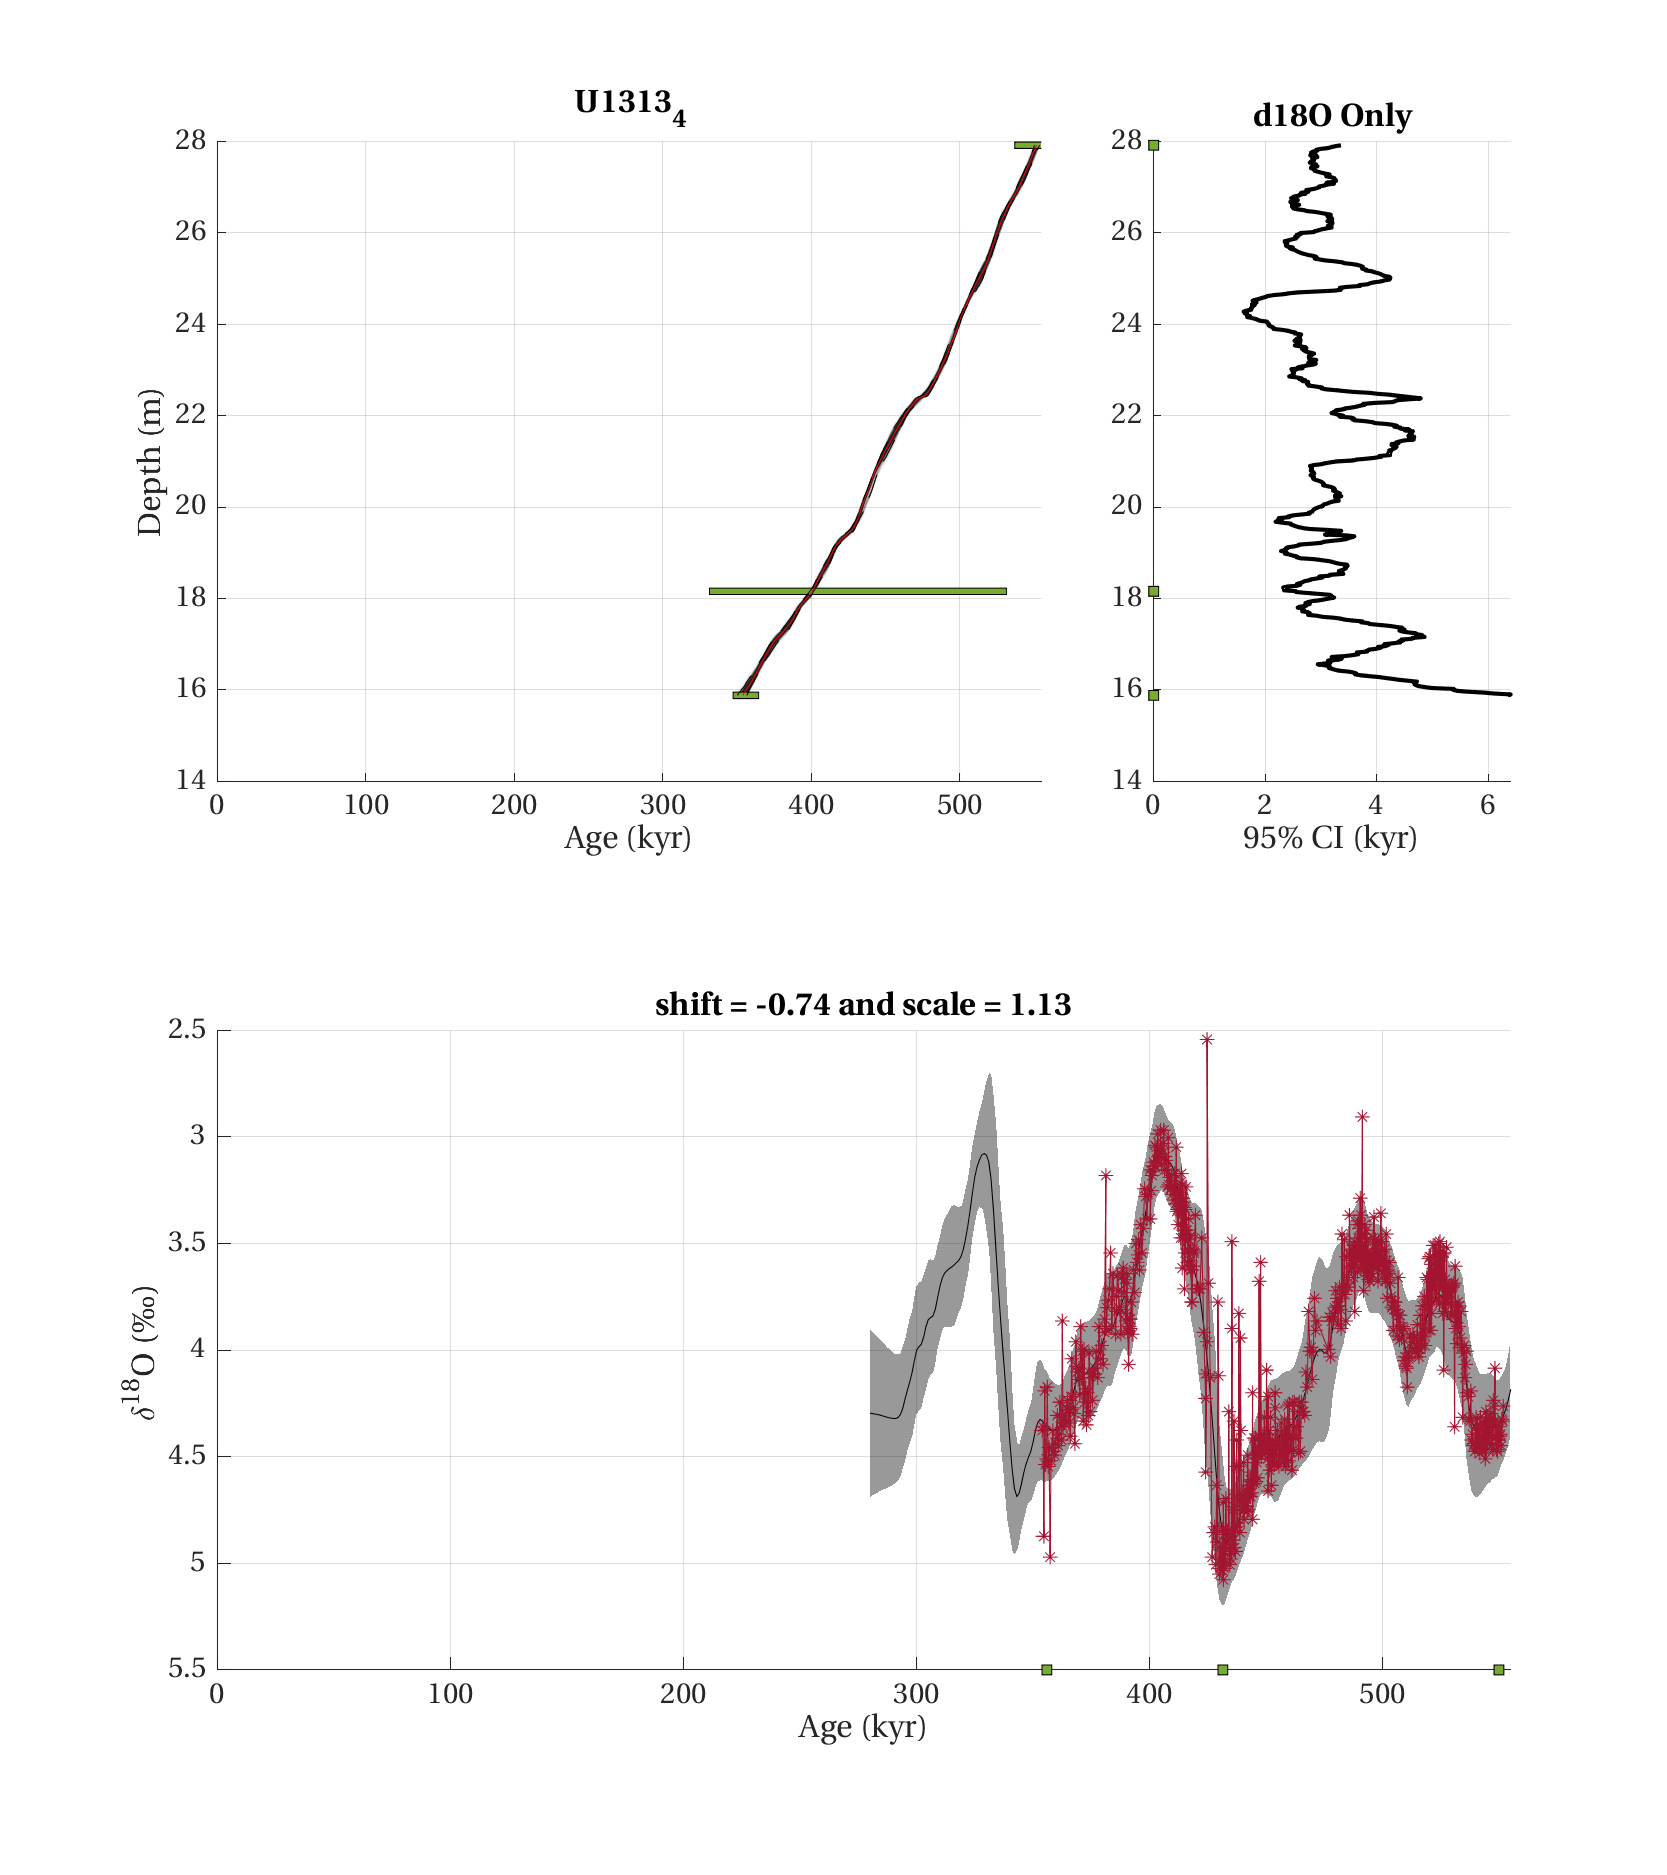 U1313₄
28
26
24
22
20
18
16
14
Depth (m)
0 100 200 300 400 500
Age (kyr)
d18O Only
28
26
24
22
20
18
16
14
0 2 4 6
95% CI (kyr)
shift = -0.74 and scale = 1.13
2.5
3
3.5
4
4.5
5
5.5
δ¹⁸O (‰)
0 100 200 300 400 500
Age (kyr)